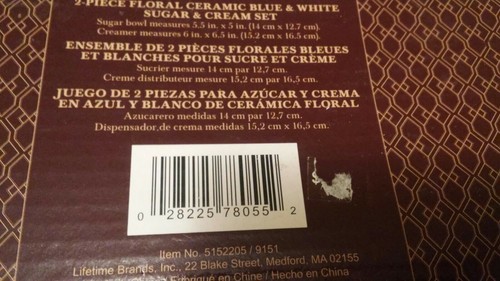 2-PIECE FLORAL CERAMIC BLUE & WHITE
SUGAR & CREAM SET
Sugar bowl measures 5.5 in. x 5 in. (14 cm x 12.7 cm).
Creamer measures 6 in. x 6.5 in. (15.2 cm x 16.5 cm).
ENSEMBLE DE 2 PIÈCES FLORALES BLEUES
ET BLANCHES POUR SUCRE ET CRÈME
Sucrier mesure 14 cm par 12,7 cm.
Creme distributeur mesure 15,2 cm par 16,5 cm.
JUEGO DE 2 PIEZAS PARA AZÚCAR Y CREMA
EN AZUL Y BLANCO DE CERÁMICA FLORAL
Azucarero medidas 14 cm par 12,7 cm.
Dispensador de crema medidas 15,2 cm x 16,5 cm.
0 28225 78055 2
Item No. 5152205 / 9151
Lifetime Brands, Inc., 22 Blake Street, Medford, MA 02155
Fabriqué en Chine / Hecho en China